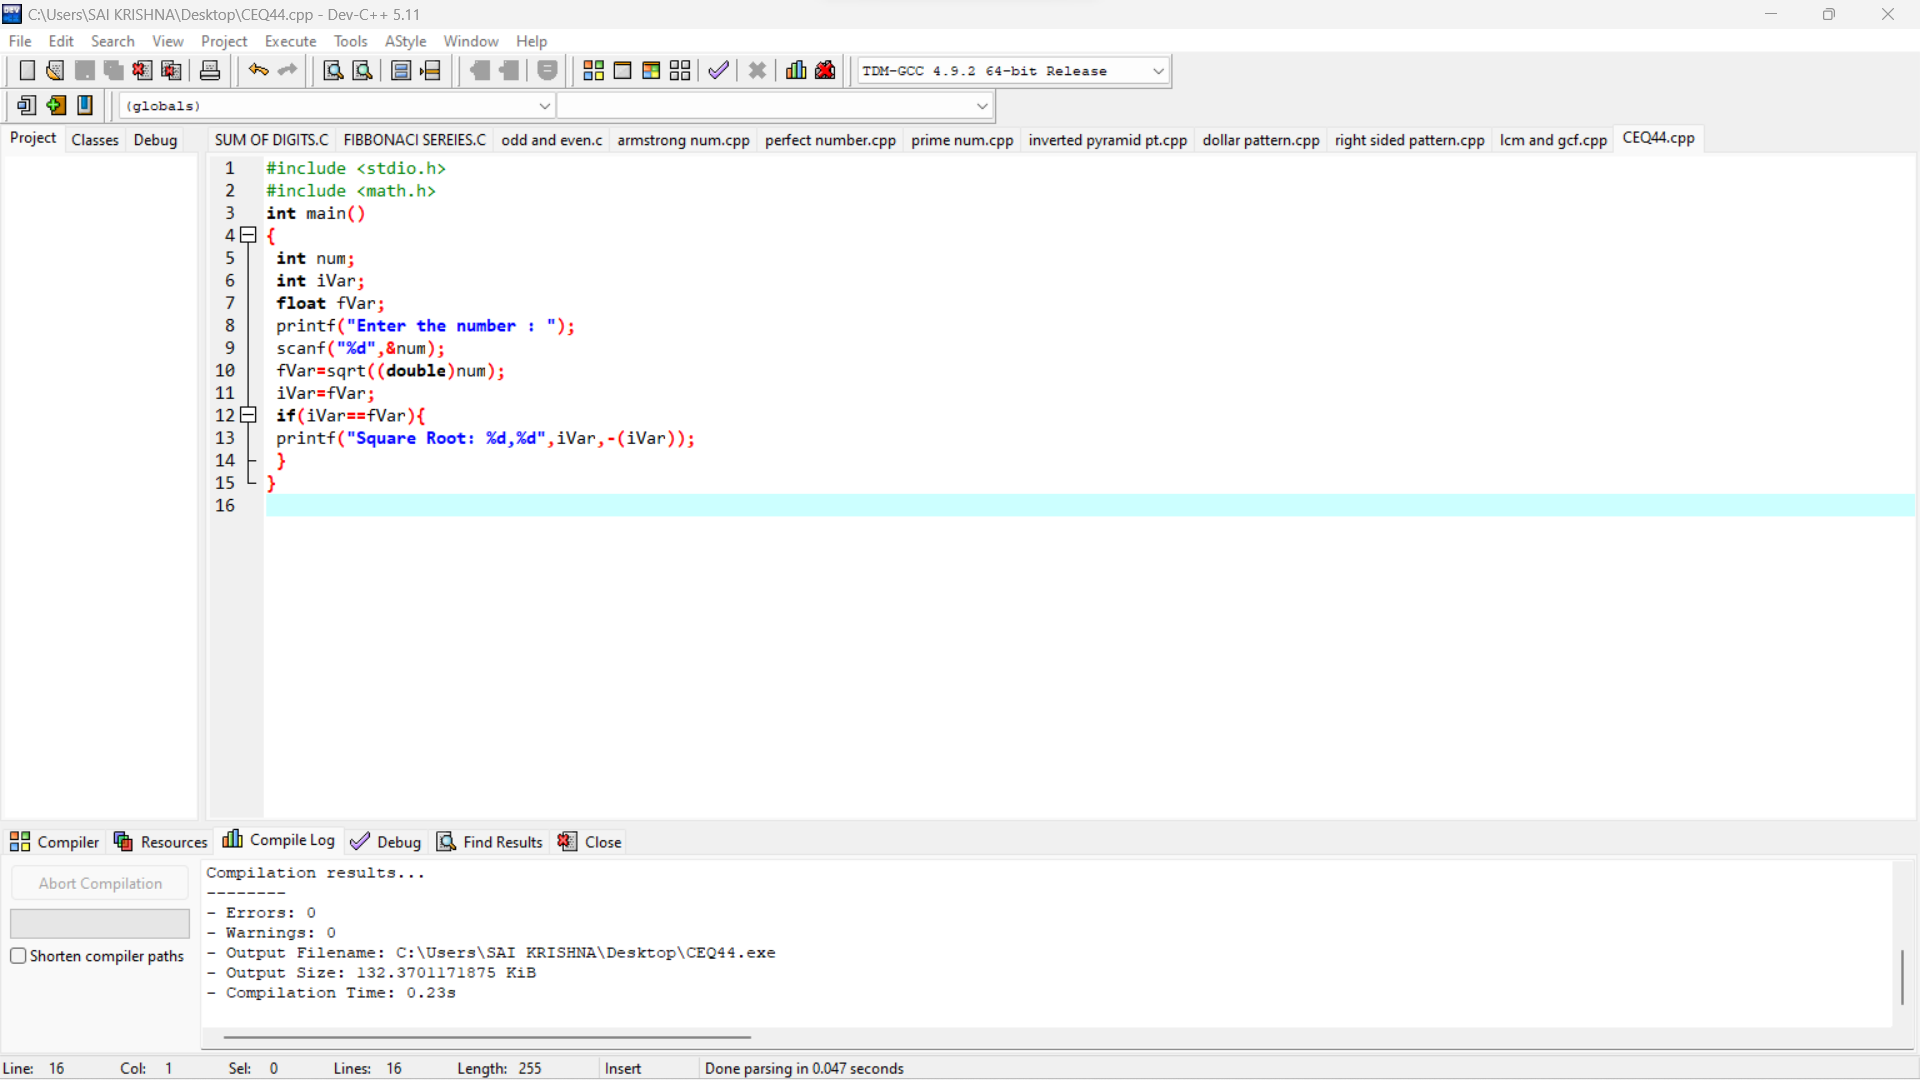 C:\Users\SAI KRISHNA\Desktop\CEQ44.cpp - Dev-C++ 5.11
File Edit Search View Project Execute Tools AStyle Window Help
TDM-GCC 4.9.2 64-bit Release
(globals)
Project Classes Debug SUM OF DIGITS.C FIBBONACI SEREIES.C odd and even.c armstrong num.cpp perfect number.cpp prime num.cpp inverted pyramid pt.cpp dollar pattern.cpp right sided pattern.cpp lcm and gcf.cpp CEQ44.cpp
1 #include <stdio.h>
2 #include <math.h>
3 int main()
4 {
5 int num;
6 int iVar;
7 float fVar;
8 printf("Enter the number : ");
9 scanf("%d",&num);
10 fVar=sqrt((double)num);
11 iVar=fVar;
12 if(iVar==fVar){
13 printf("Square Root: %d,%d",iVar,-(iVar));
14 }
15 }
16
Compiler Resources Compile Log Debug Find Results Close
Abort Compilation
Shorten compiler paths
Compilation results...
--------
- Errors: 0
- Warnings: 0
- Output Filename: C:\Users\SAI KRISHNA\Desktop\CEQ44.exe
- Output Size: 132.3701171875 KiB
- Compilation Time: 0.23s
Line: 16 Col: 1 Sel: 0 Lines: 16 Length: 255 Insert Done parsing in 0.047 seconds